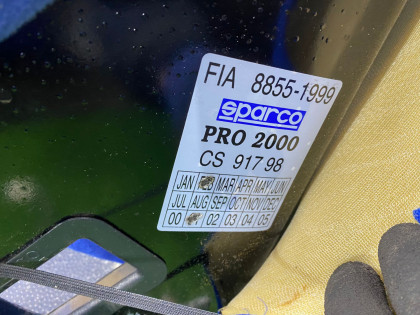 FIA 8855-1999
sparco
PRO 2000
CS 917 98
JAN MAR APR MAY JUN
JUL AUG SEP OCT NOV DEC
00 02 03 04 05